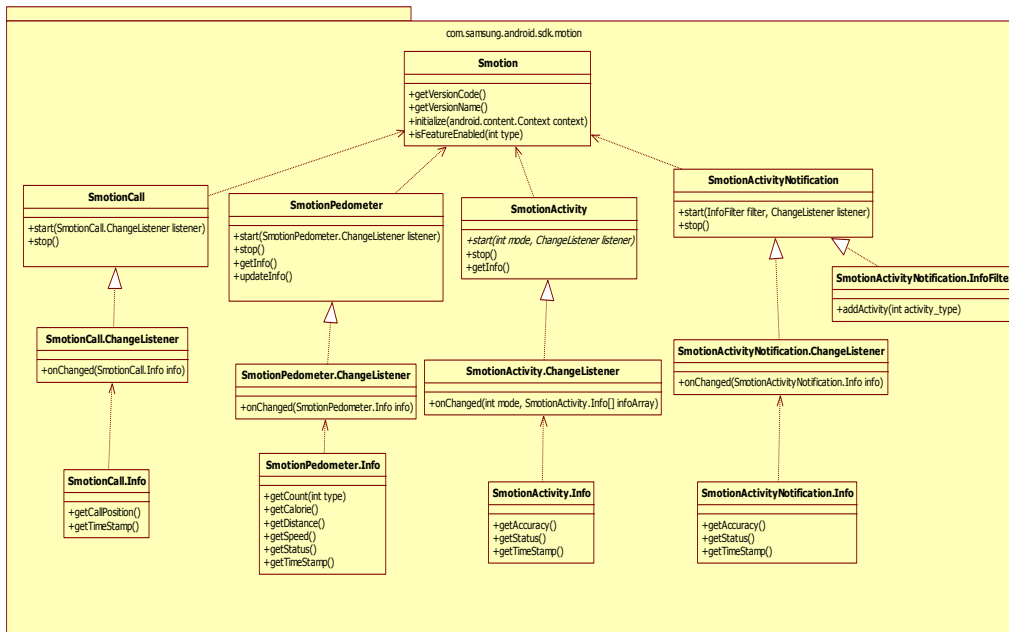 com.samsung.android.sdk.motion
Smotion
+getVersionCode()
+getVersionName()
+initialize(android.content.Context context)
+isFeatureEnabled(int type)
SmotionCall
+start(SmotionCall.ChangeListener listener)
+stop()
SmotionPedometer
+start(SmotionPedometer.ChangeListener listener)
+stop()
+getInfo()
+updateInfo()
SmotionActivity
+start(int mode, ChangeListener listener)
+stop()
+getInfo()
SmotionActivityNotification
+start(InfoFilter filter, ChangeListener listener)
+stop()
SmotionActivityNotification.InfoFilter
+addActivity(int activity_type)
SmotionCall.ChangeListener
+onChanged(SmotionCall.Info info)
SmotionPedometer.ChangeListener
+onChanged(SmotionPedometer.Info info)
SmotionActivity.ChangeListener
+onChanged(int mode, SmotionActivity.Info[] infoArray)
SmotionActivityNotification.ChangeListener
+onChanged(SmotionActivityNotification.Info info)
SmotionCall.Info
+getCallPosition()
+getTimeStamp()
SmotionPedometer.Info
+getCount(int type)
+getCalorie()
+getDistance()
+getSpeed()
+getStatus()
+getTimeStamp()
SmotionActivity.Info
+getAccuracy()
+getStatus()
+getTimeStamp()
SmotionActivityNotification.Info
+getAccuracy()
+getStatus()
+getTimeStamp()